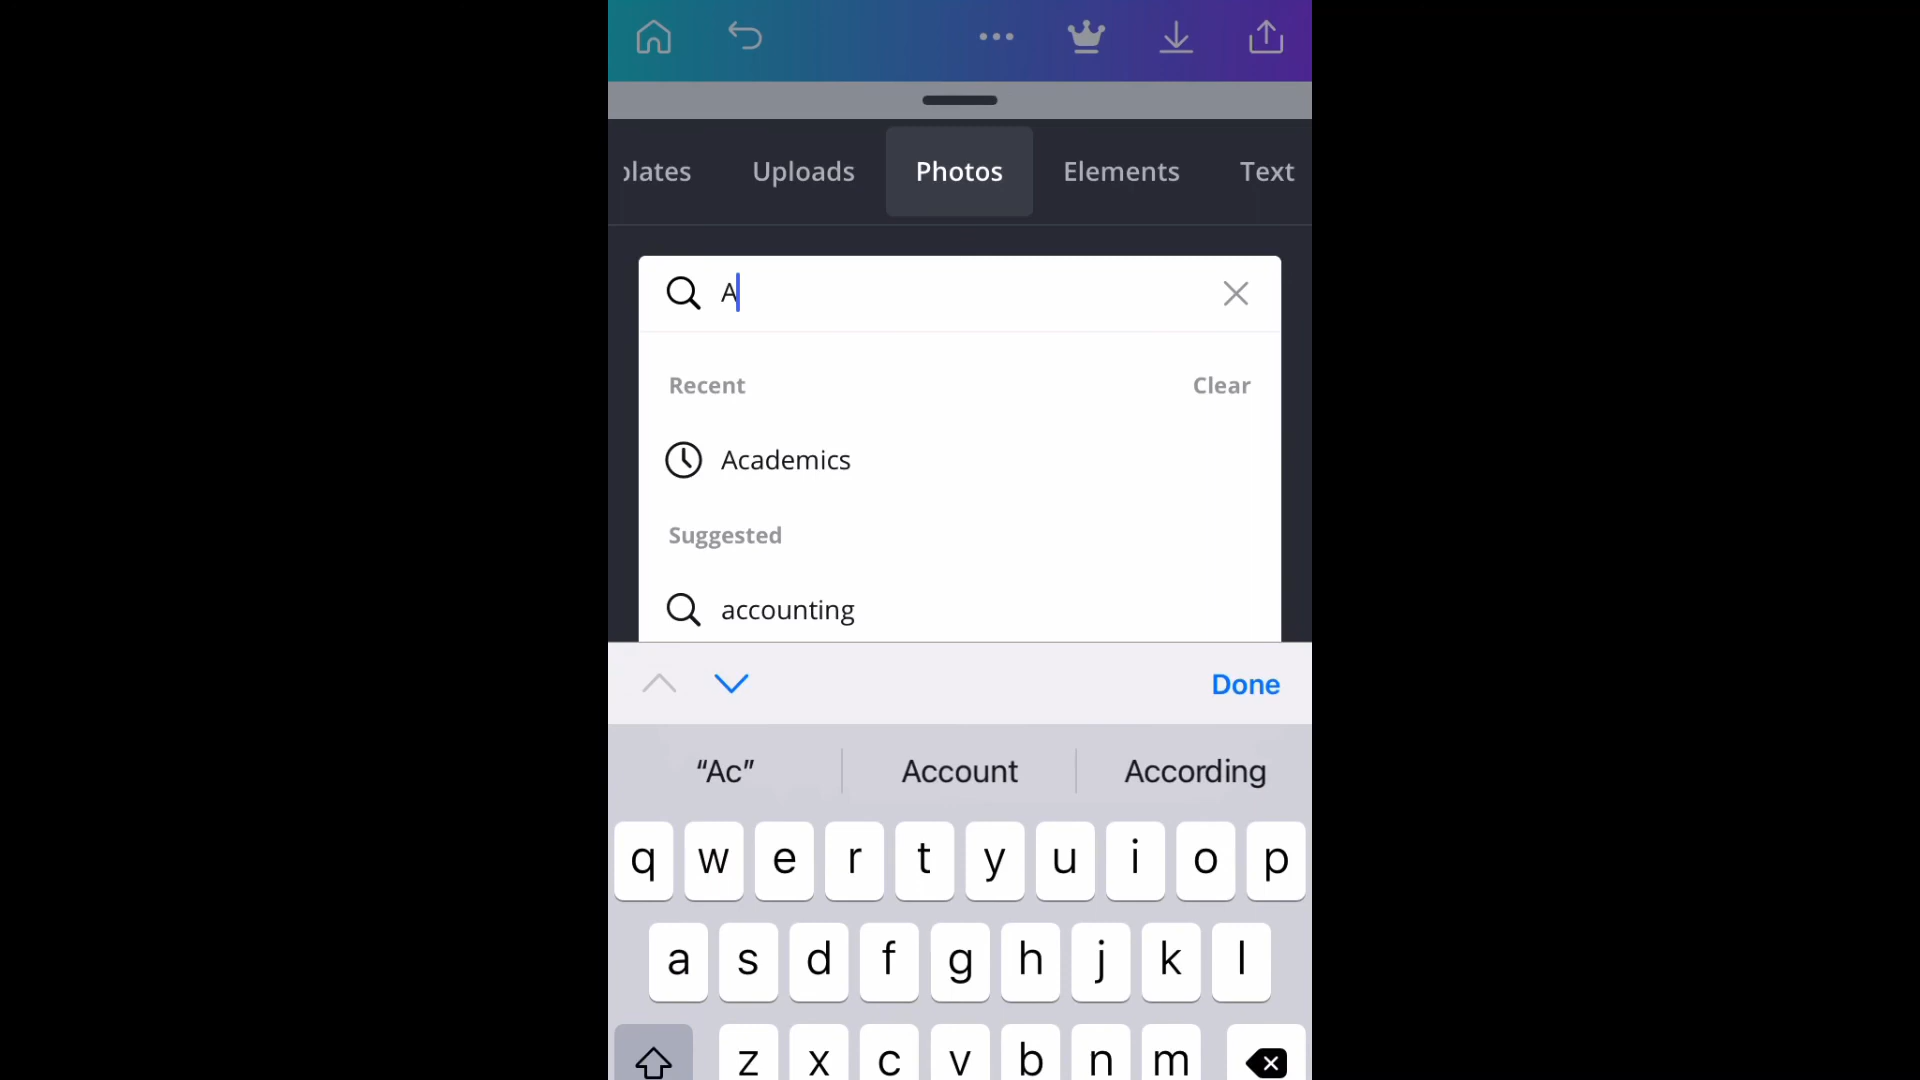 plates Uploads Photos Elements Text
A
Recent Clear
Academics
Suggested
accounting
Done
“Ac” Account According
q w e r t y u i o p
a s d f g h j k l
z x c v b n m